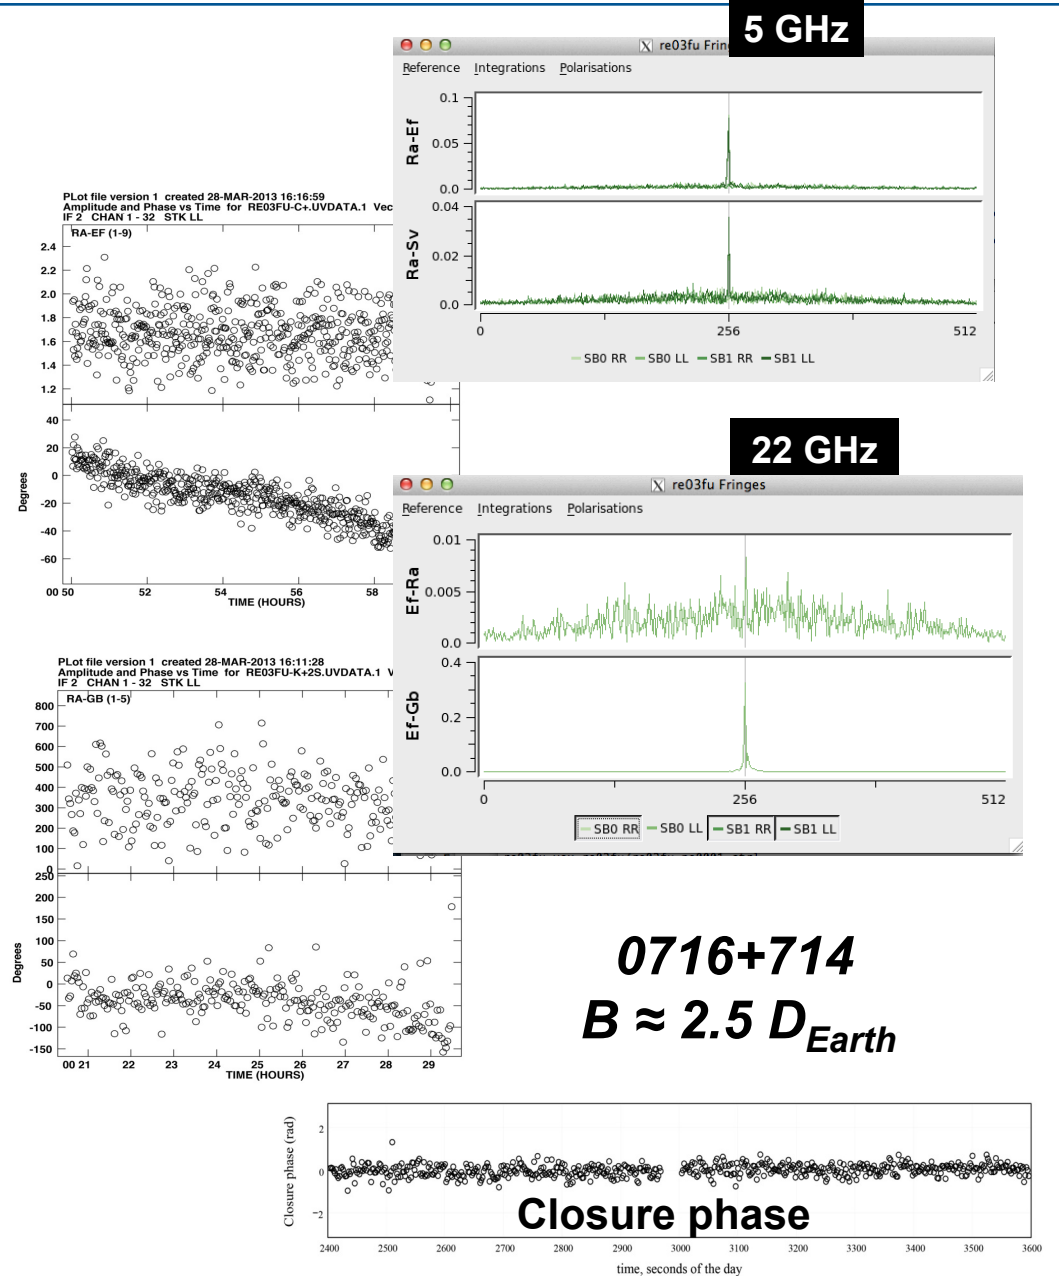 5 GHz
re03fu Frin
Reference Integrations Polarisations
0.1
0.05
0.0
Ra-Ef
0.04
0.02
0.0
Ra-Sv
0 256 512
SB0 RR SB0 LL SB1 RR SB1 LL
PLot file version 1 created 28-MAR-2013 16:16:59
Amplitude and Phase vs Time for RE03FU-C+.UVDATA.1 Vec
IF 2 CHAN 1 - 32 STK LL
RA-EF (1-9)
2.4
2.2
2.0
1.8
1.6
1.4
1.2
40
20
0
-20
-40
-60
Degrees
00 50 52 54 56 58
TIME (HOURS)
22 GHz
re03fu Fringes
Reference Integrations Polarisations
0.01
0.005
0.0
Ef-Ra
0.4
0.2
0.0
Ef-Gb
0 256 512
SB0 RR SB0 LL SB1 RR SB1 LL
PLot file version 1 created 28-MAR-2013 16:11:28
Amplitude and Phase vs Time for RE03FU-K+2S.UVDATA.1 V
IF 2 CHAN 1 - 32 STK LL
RA-GB (1-5)
800
700
600
500
400
300
200
100
0
250
200
150
100
50
0
-50
-100
-150
Degrees
00 21 22 23 24 25 26 27 28 29
TIME (HOURS)
0716+714
B ≈ 2.5 DEarth
Closure phase (rad)
2
0
−2
Closure phase
2400 2500 2600 2700 2800 2900 3000 3100 3200 3300 3400 3500 3600
time, seconds of the day